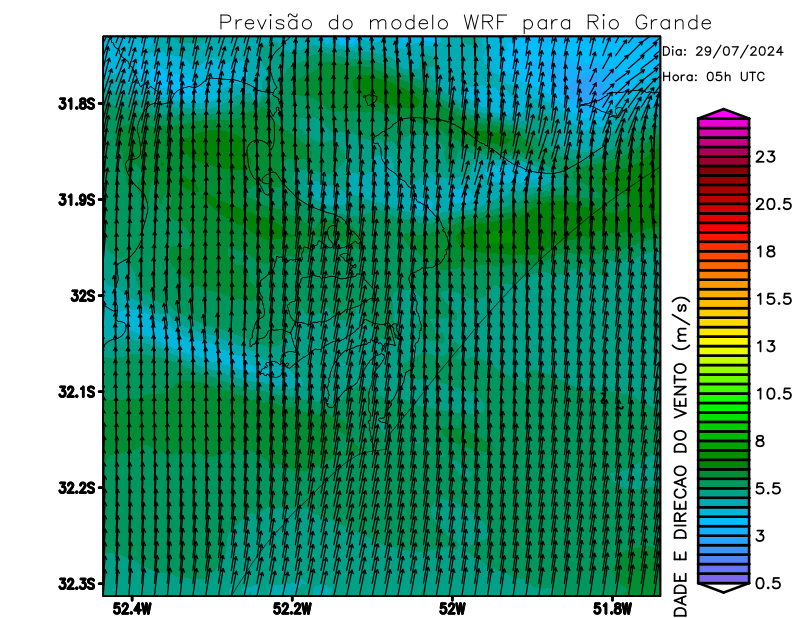 Previsão do modelo WRF para Rio Grande
Dia: 29/07/2024
Hora: 05h UTC
31.8S
31.9S
32S
32.1S
32.2S
32.3S
52.4W
52.2W
52W
51.8W
23
20.5
18
15.5
13
10.5
8
5.5
3
0.5
DADE E DIRECAO DO VENTO (m/s)